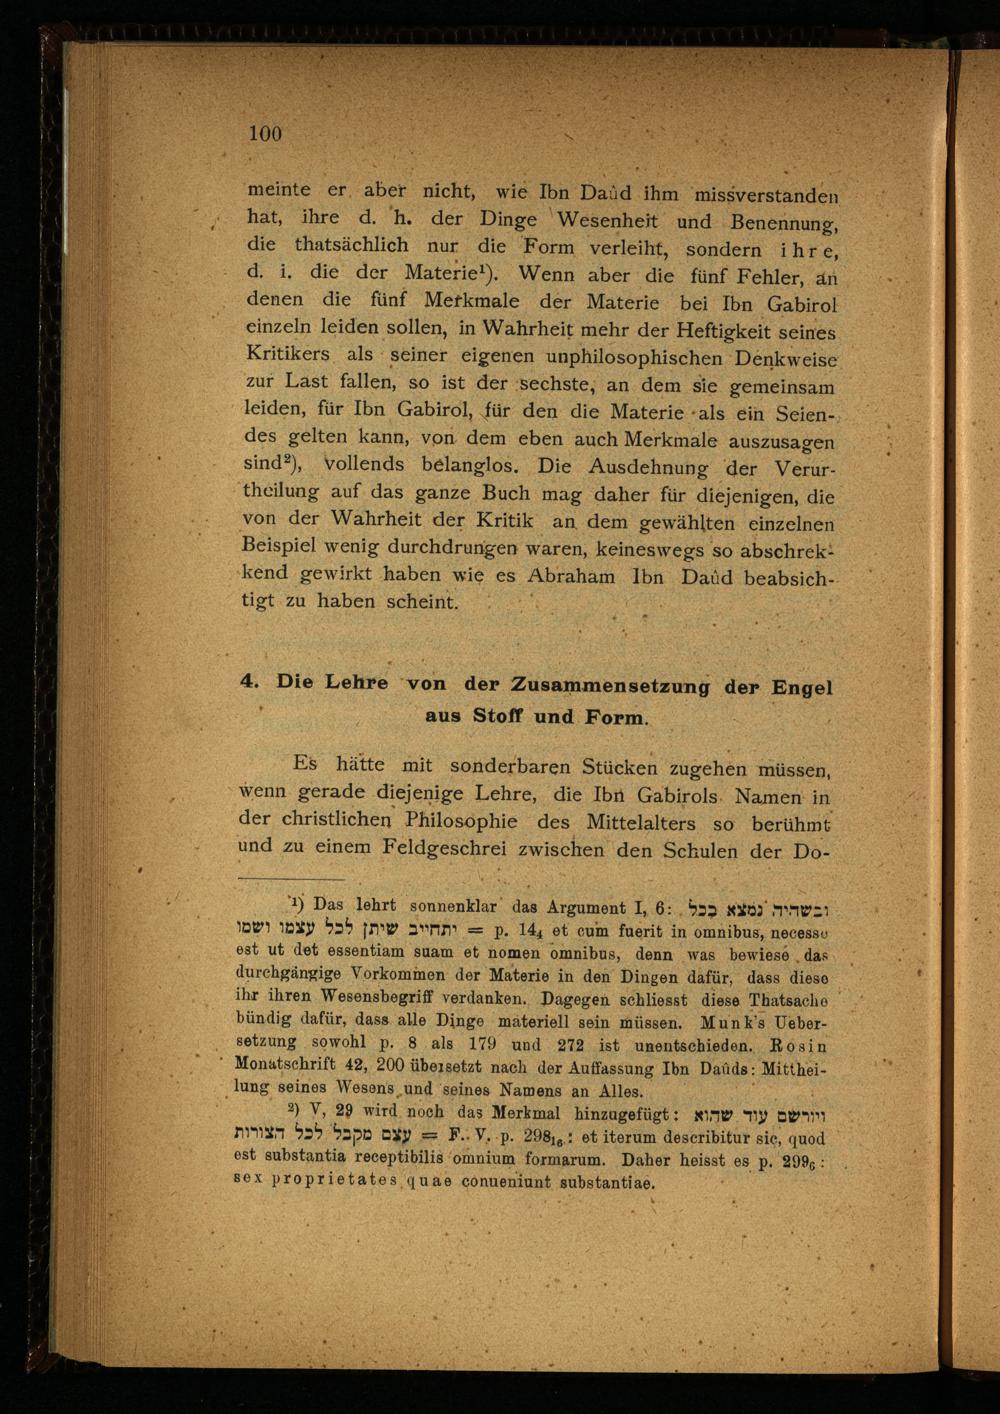 100
meinte er aber nicht, wie Ibn Daûd ihm missverstanden
hat, ihre d. h. der Dinge Wesenheit und Benennung,
die thatsächlich nur die Form verleiht, sondern ihre,
d. i. die der Materie¹). Wenn aber die fünf Fehler, an
denen die fünf Merkmale der Materie bei Ibn Gabirol
einzeln leiden sollen, in Wahrheit mehr der Heftigkeit seines
Kritikers als seiner eigenen unphilosophischen Denkweise
zur Last fallen, so ist der sechste, an dem sie gemeinsam
leiden, für Ibn Gabirol, für den die Materie als ein Seien-
des gelten kann, von dem eben auch Merkmale auszusagen
sind²), vollends belanglos. Die Ausdehnung der Verur-
theilung auf das ganze Buch mag daher für diejenigen, die
von der Wahrheit der Kritik an dem gewählten einzelnen
Beispiel wenig durchdrungen waren, keineswegs so abschrek-
kend gewirkt haben wie es Abraham Ibn Daûd beabsich-
tigt zu haben scheint.
4. Die Lehre von der Zusammensetzung der Engel
aus Stoff und Form.
Es hätte mit sonderbaren Stücken zugehen müssen,
wenn gerade diejenige Lehre, die Ibn Gabirols Namen in
der christlichen Philosophie des Mittelalters so berühmt
und zu einem Feldgeschrei zwischen den Schulen der Do-
¹) Das lehrt sonnenklar das Argument I, 6: ובשהיה נמצא בכל
יתחייב שיתן לכל עצמו ושמו = p. 14₄ et cum fuerit in omnibus, necesse
est ut det essentiam suam et nomen omnibus, denn was bewiese das
durchgängige Vorkommen der Materie in den Dingen dafür, dass diese
ihr ihren Wesensbegriff verdanken. Dagegen schliesst diese Thatsache
bündig dafür, dass alle Dinge materiell sein müssen. Munk's Ueber-
setzung sowohl p. 8 als 179 und 272 ist unentschieden. Rosin
Monatschrift 42, 200 übersetzt nach der Auffassung Ibn Daûds: Mitthei-
lung seines Wesens und seines Namens an Alles.
²) V, 29 wird noch das Merkmal hinzugefügt: ויורשם עוד שהוא
עצם מקבל לכל הצורות = F. V. p. 298₁₆: et iterum describitur sic, quod
est substantia receptibilis omnium formarum. Daher heisst es p. 299₆:
sex proprietates quae conueniunt substantiae.